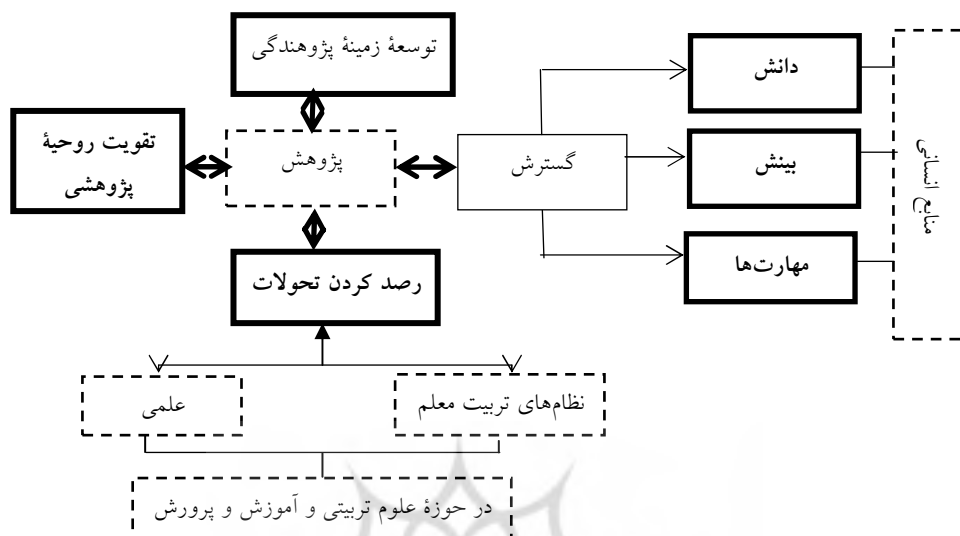 توسعهٔ زمینهٔ پژوهندگی
دانش
تقویت روحیهٔ
پژوهشی
پژوهش
گسترش
بینش
منابع انسانی
مهارت‌ها
رصد کردن تحولات
نظام‌های تربیت معلم
علمی
در حوزهٔ علوم تربیتی و آموزش و پرورش